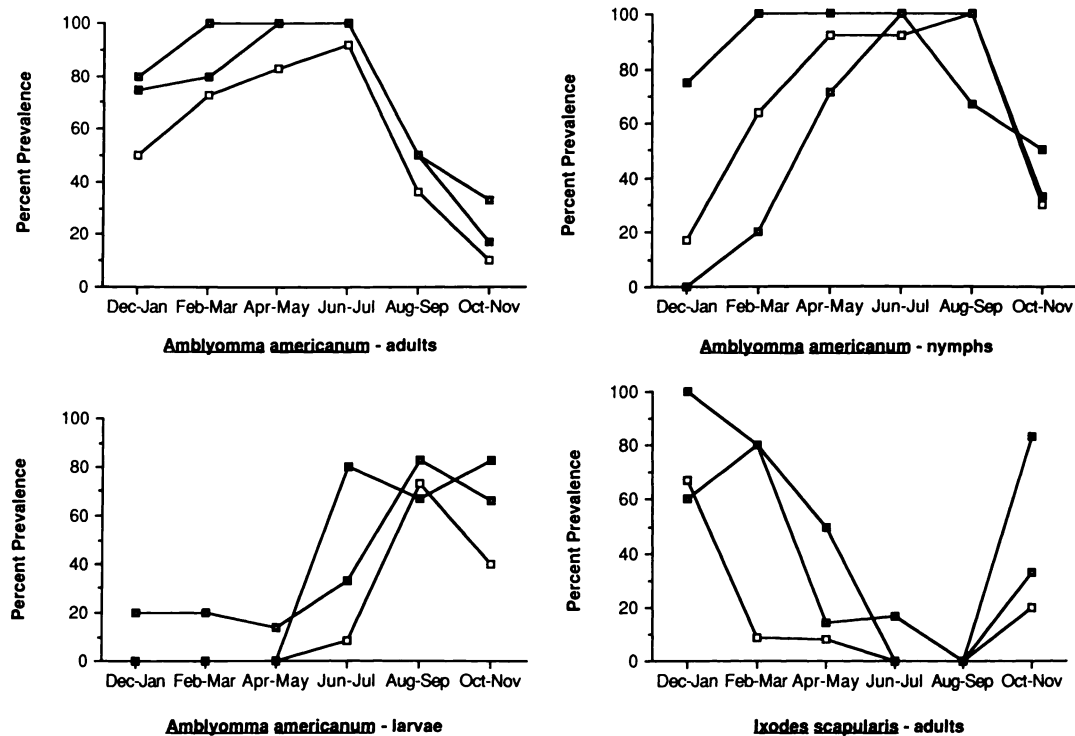 100
80
60
40
20
0
Percent Prevalence
Dec-Jan Feb-Mar Apr-May Jun-Jul Aug-Sep Oct-Nov
Amblyomma americanum - adults
100
80
60
40
20
0
Percent Prevalence
Dec-Jan Feb-Mar Apr-May Jun-Jul Aug-Sep Oct-Nov
Amblyomma americanum - nymphs
100
80
60
40
20
0
Percent Prevalence
Dec-Jan Feb-Mar Apr-May Jun-Jul Aug-Sep Oct-Nov
Amblyomma americanum - larvae
100
80
60
40
20
0
Percent Prevalence
Dec-Jan Feb-Mar Apr-May Jun-Jul Aug-Sep Oct-Nov
Ixodes scapularis - adults